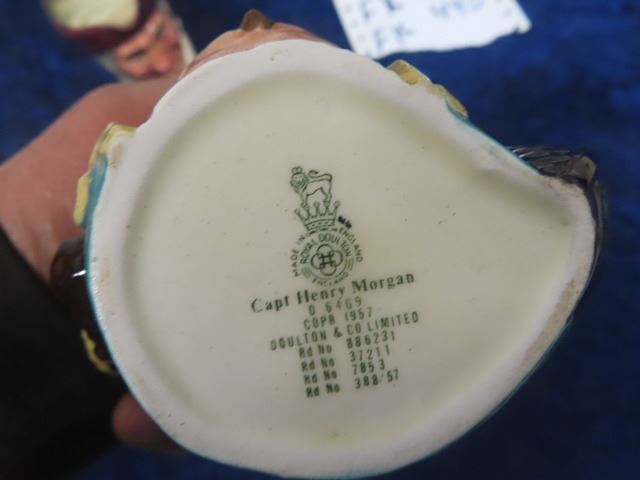 MADE IN ENGLAND
ROYAL DOULTON
ENGLAND
Capt Henry Morgan
D 6469
COPR 1957
DOULTON & CO LIMITED
Rd No 886231
Rd No 37211
Rd No 7853
Rd No 388/57